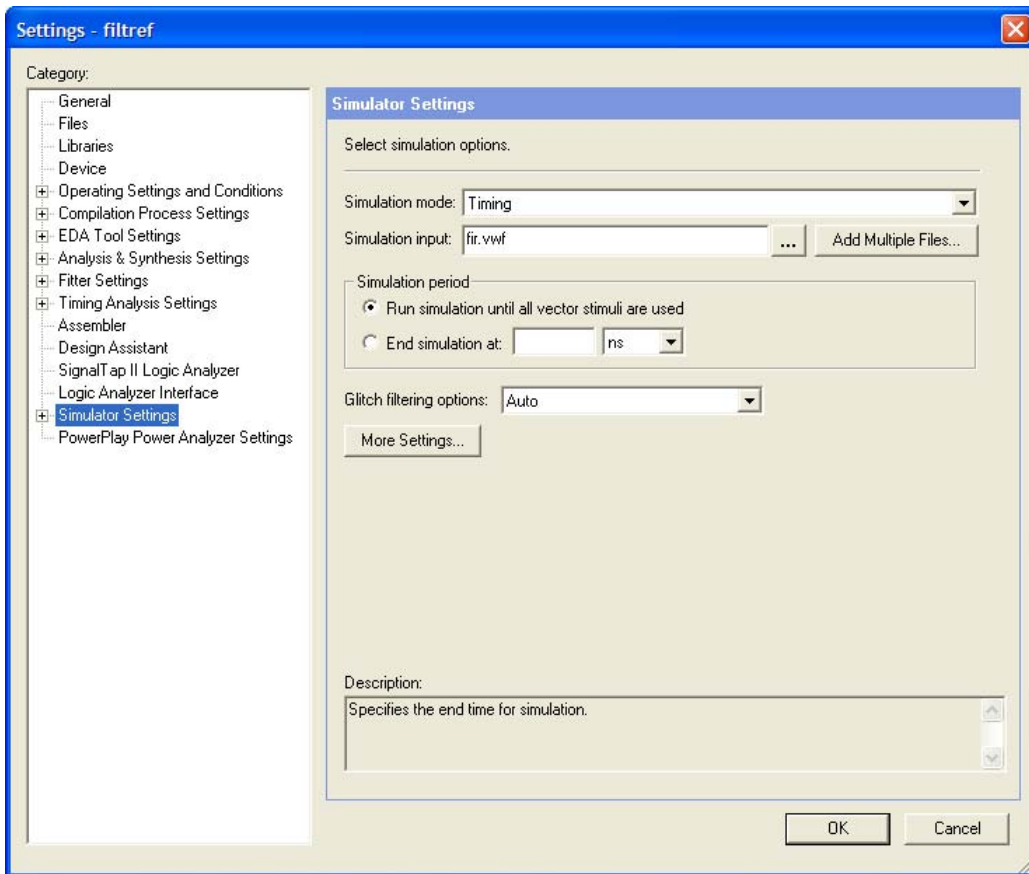 Settings - filtref
Category:
General
Files
Libraries
Device
Operating Settings and Conditions
Compilation Process Settings
EDA Tool Settings
Analysis & Synthesis Settings
Fitter Settings
Timing Analysis Settings
Assembler
Design Assistant
SignalTap II Logic Analyzer
Logic Analyzer Interface
Simulator Settings
PowerPlay Power Analyzer Settings
Simulator Settings
Select simulation options.
Simulation mode: Timing
Simulation input: fir.vwf ... Add Multiple Files...
Simulation period
Run simulation until all vector stimuli are used
End simulation at: ns
Glitch filtering options: Auto
More Settings...
Description:
Specifies the end time for simulation.
OK Cancel